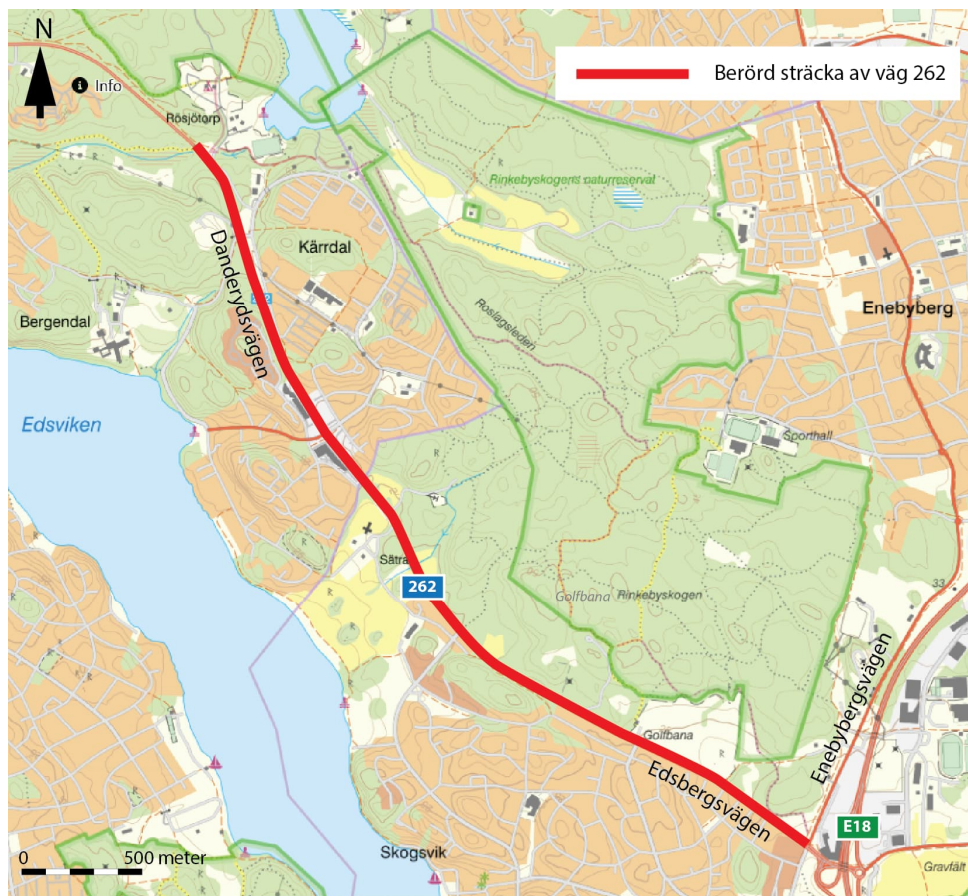 N
Info
Berörd sträcka av väg 262
Rösjötorp
Rinkebyskogens naturreservat
Danderydsvägen
Kärrdal
Bergendal
Roslagsleden
Enebyberg
Edsviken
Sporthall
Sätra
262
Golfbana
Rinkebyskogen
33
Enebybergsvägen
Golfbana
Edsbergsvägen
E18
0 500 meter
Skogsvik
Gravfält